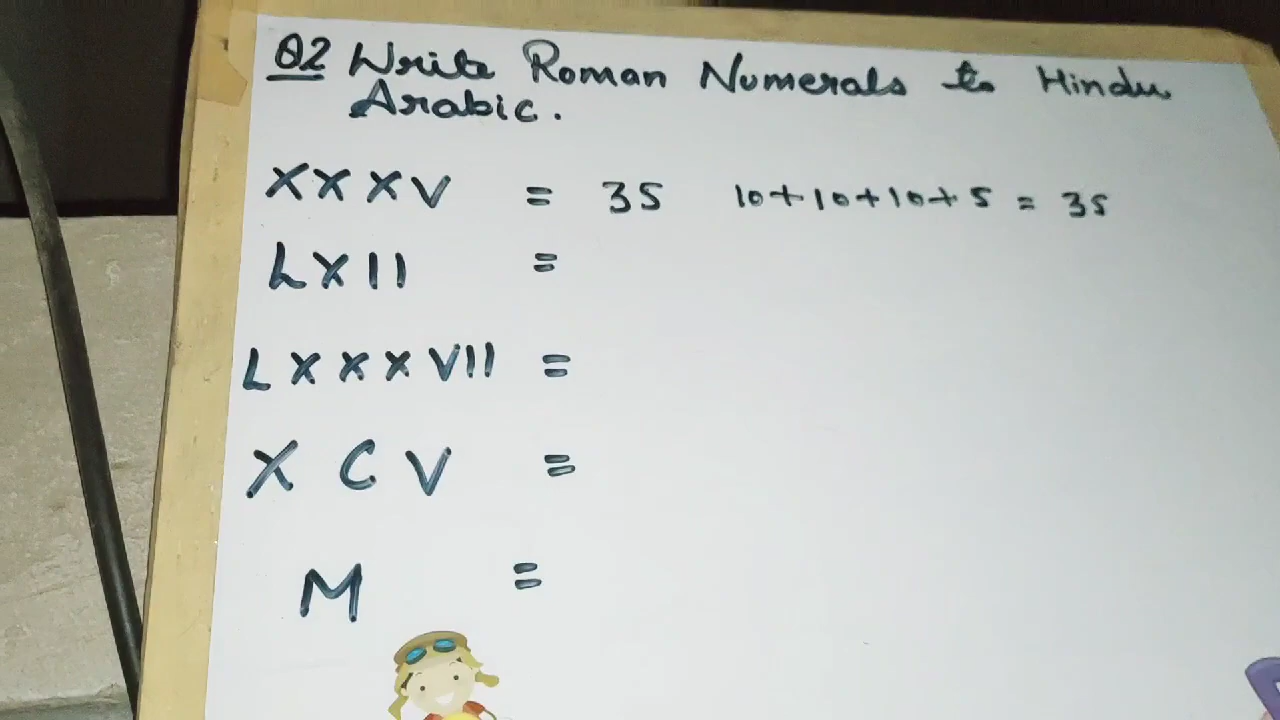 Q2 Write Roman Numerals to Hindu
Arabic.
XXXV = 35 10+10+10+5 = 35
LXII =
LXXXVII =
XCV =
M =